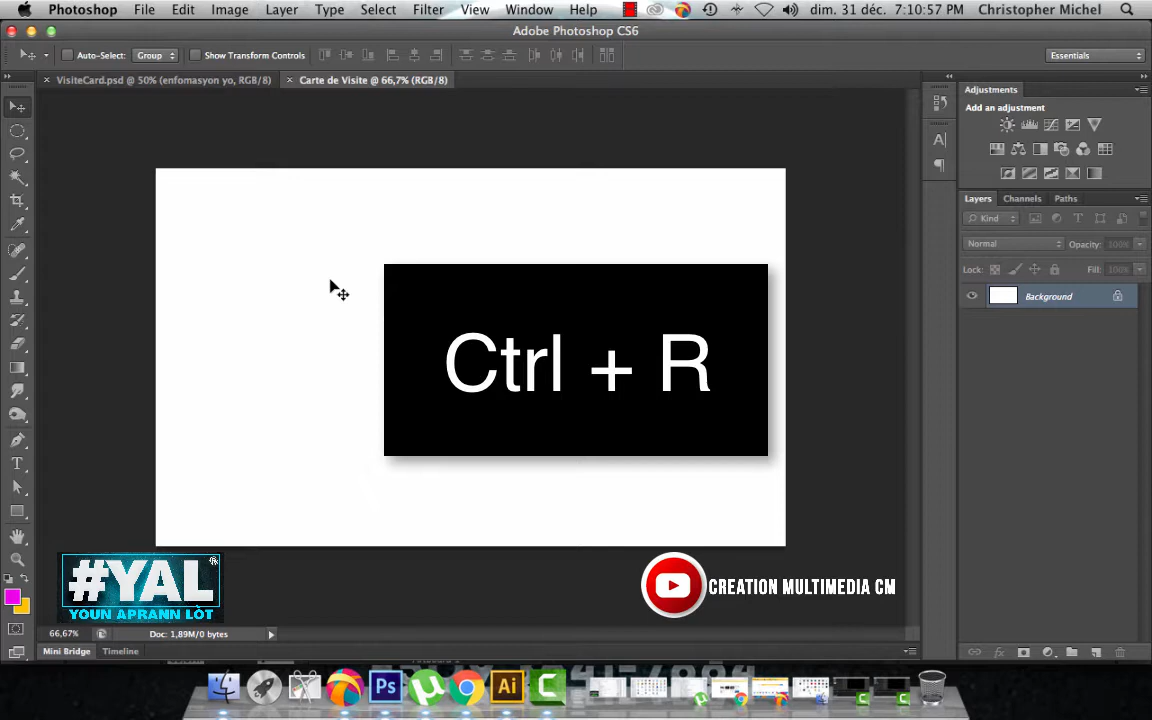 Photoshop File Edit Image Layer Type Select Filter View Window Help dim. 31 déc. 7:10:57 PM Christopher Michel
Adobe Photoshop CS6
Auto-Select: Group Show Transform Controls Essentials
VisiteCard.psd @ 50% (enfomasyon yo, RGB/8) Carte de Visite @ 66,7% (RGB/8)
Adjustments
Add an adjustment
Layers Channels Paths
Kind
Normal Opacity: 100%
Lock: Fill: 100%
Background
Ctrl + R
#YAL
YOUN APRANN LÒT
CREATION MULTIMEDIA CM
66,67% Doc: 1,89M/0 bytes
Mini Bridge Timeline
Ps Ai